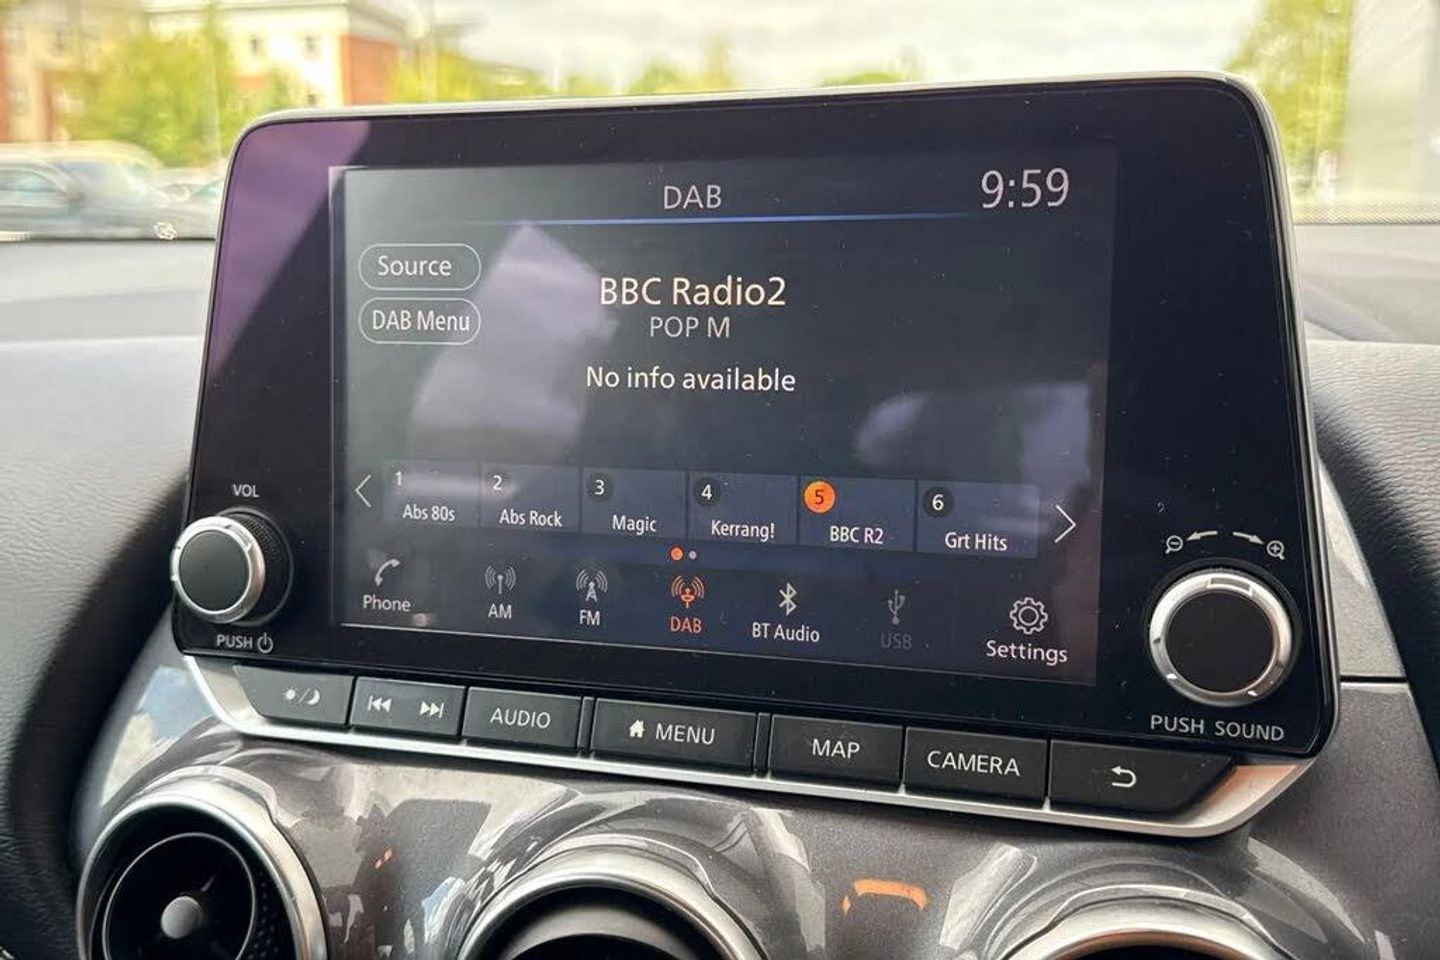 DAB
9:59
Source
DAB Menu
BBC Radio2
POP M
No info available
1
Abs 80s
2
Abs Rock
3
Magic
4
Kerrang!
5
BBC R2
6
Grt Hits
Phone
AM
FM
DAB
BT Audio
USB
Settings
VOL
PUSH
PUSH SOUND
AUDIO
MENU
MAP
CAMERA